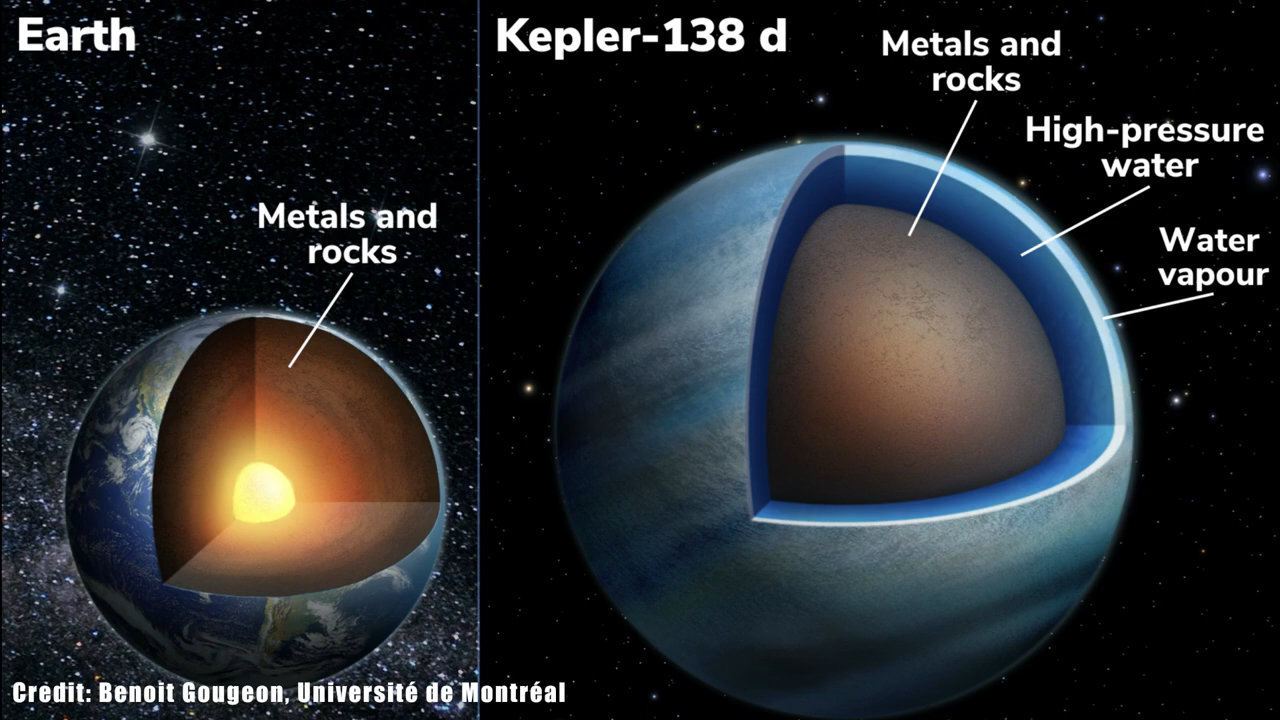 Earth
Metals and
rocks
Kepler-138 d
Metals and
rocks
High-pressure
water
Water
vapour
Credit: Benoit Gougeon, Université de Montréal